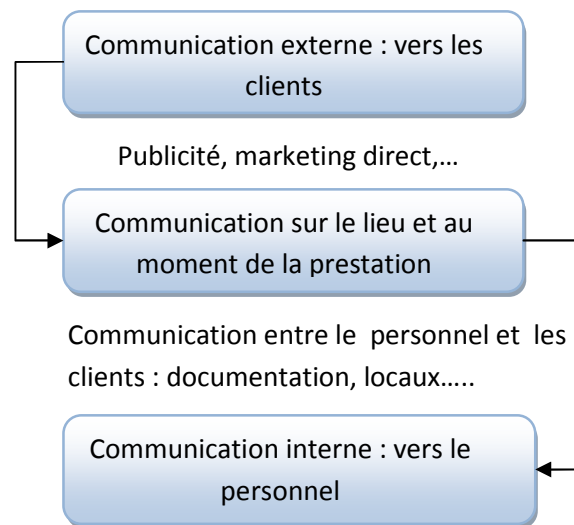 Communication externe : vers les
clients
Publicité, marketing direct,...
Communication sur le lieu et au
moment de la prestation
Communication entre le personnel et les
clients : documentation, locaux.....
Communication interne : vers le
personnel